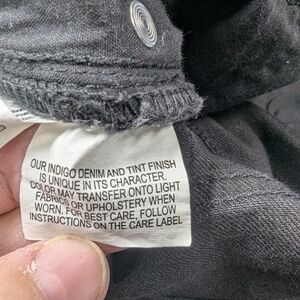 OUR INDIGO DENIM AND TINT FINISH
IS UNIQUE IN ITS CHARACTER.
COLOR MAY TRANSFER ONTO LIGHT
FABRICS OR UPHOLSTERY WHEN
WORN. FOR BEST CARE, FOLLOW
INSTRUCTIONS ON THE CARE LABEL